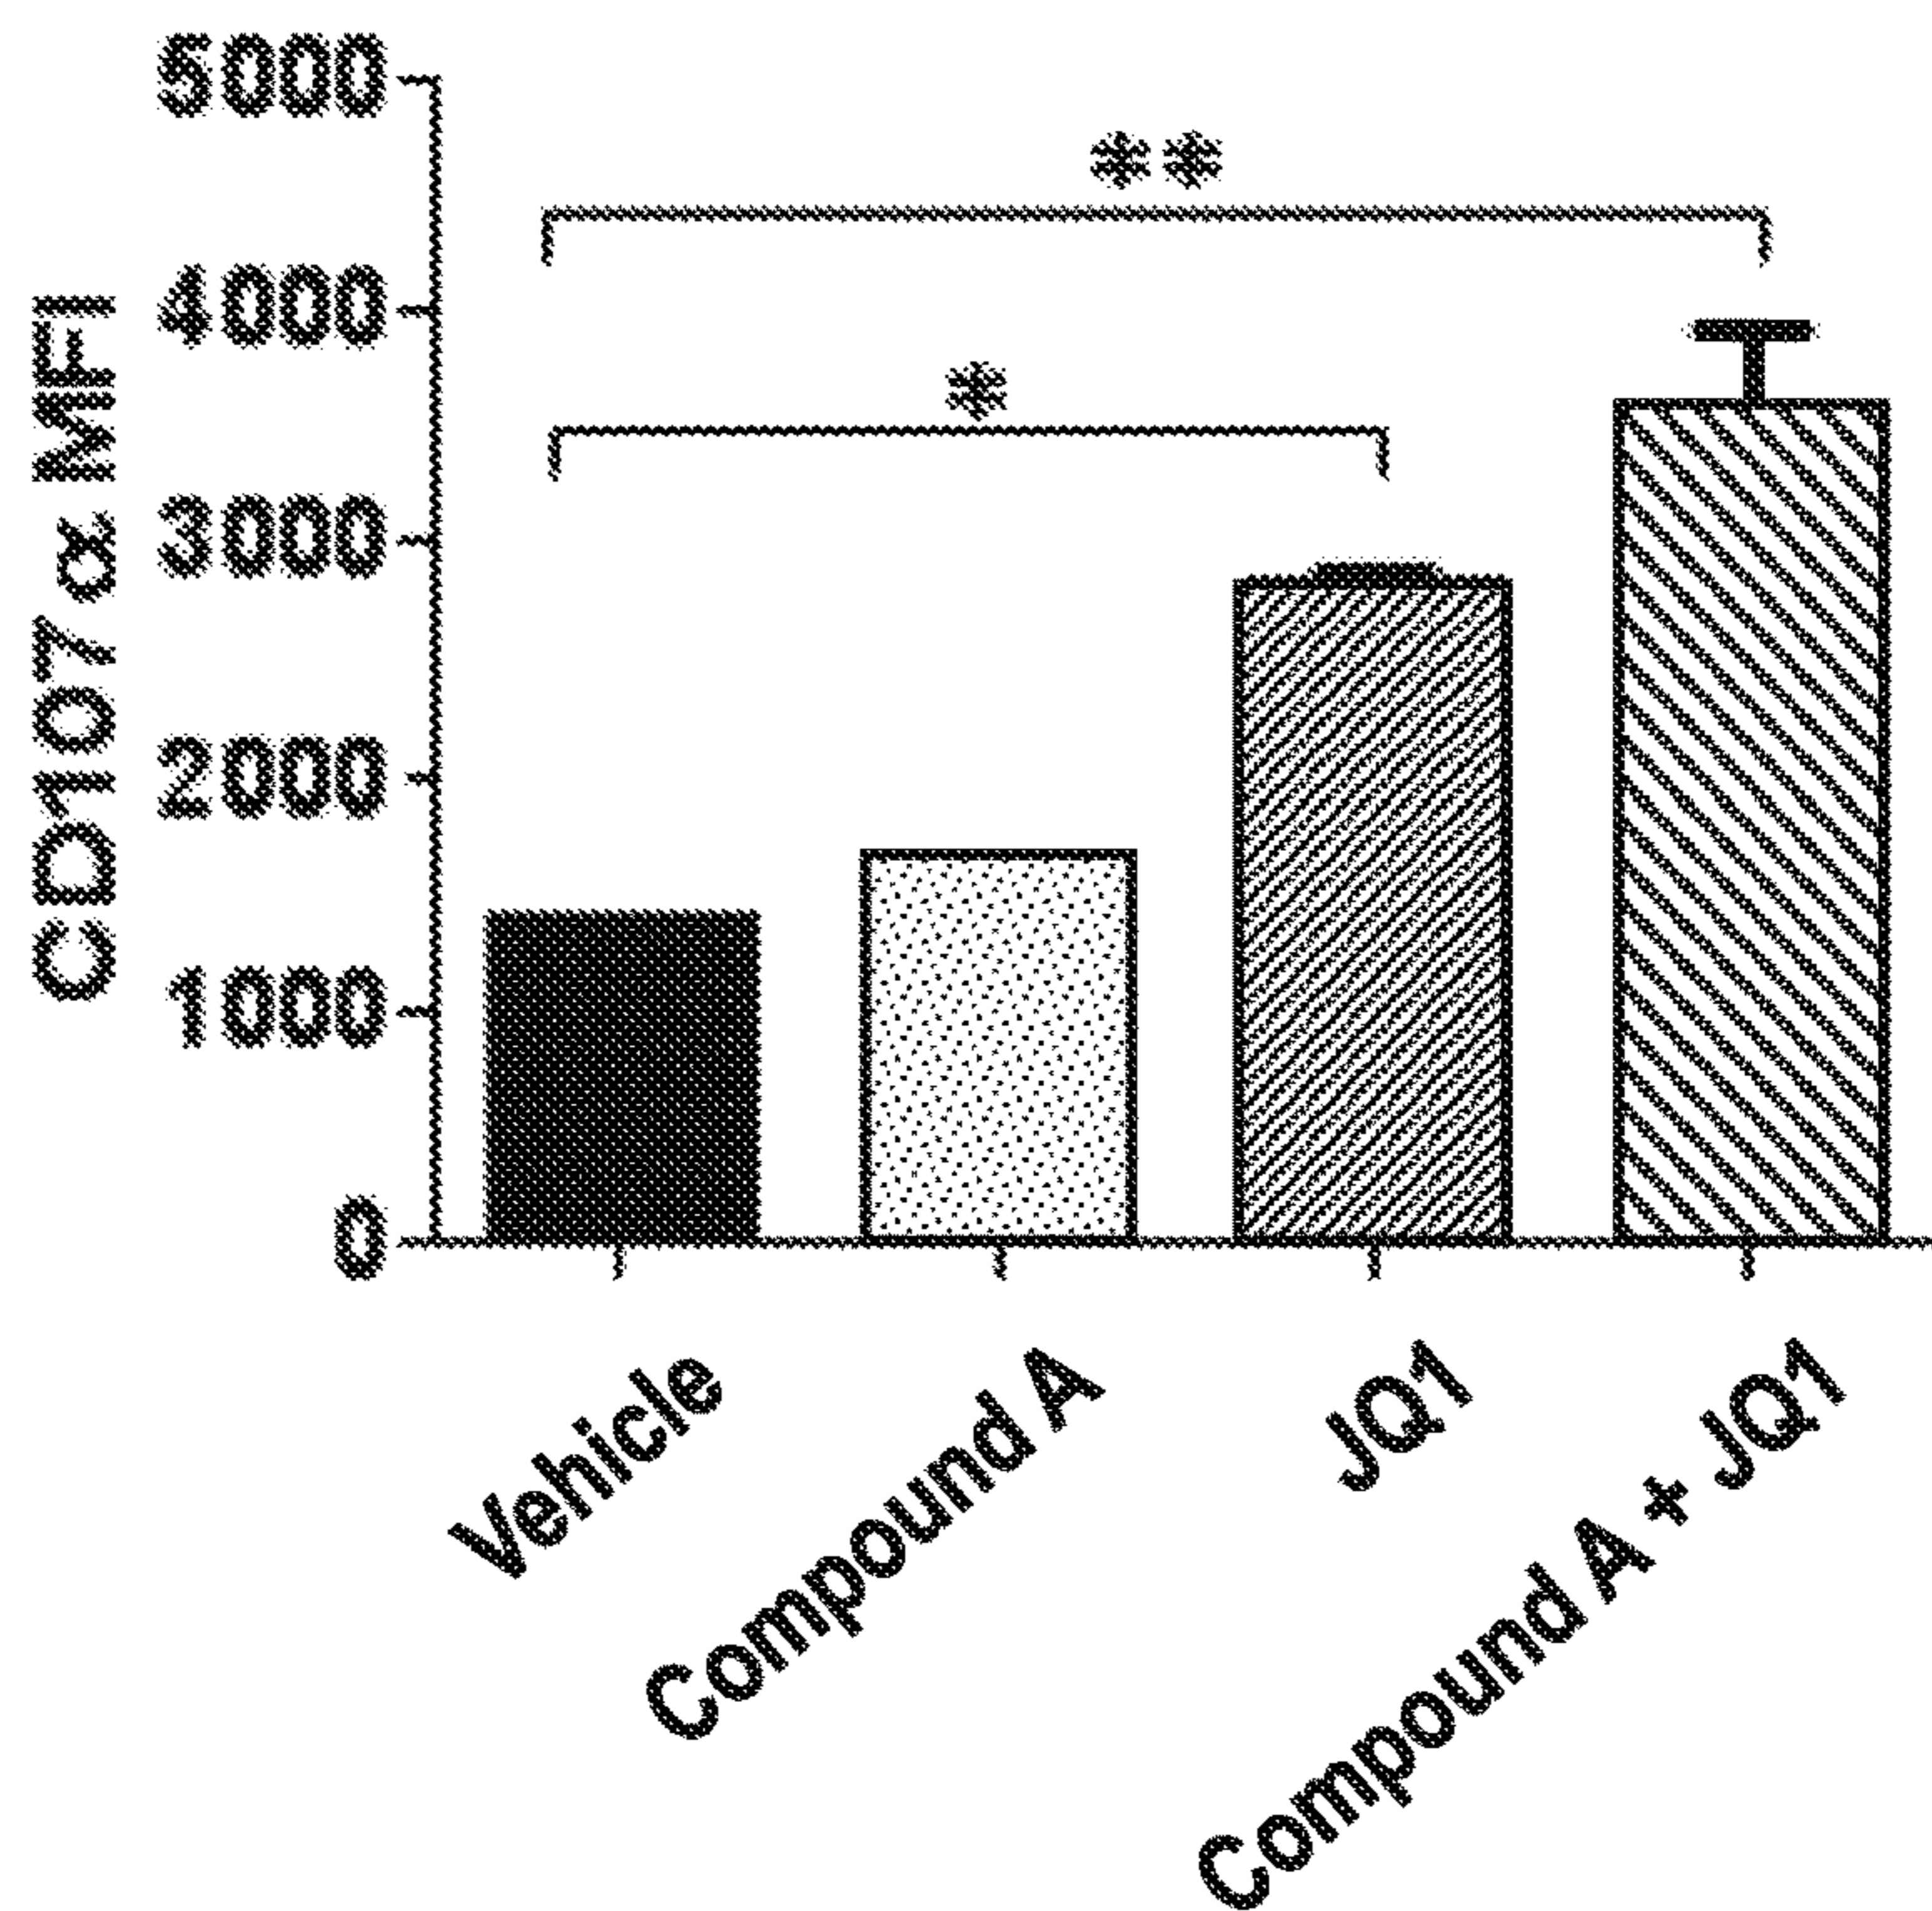 CD107α MFI
5000
4000
3000
2000
1000
0
**
*
Vehicle
Compound A
JQ1
Compound A + JQ1